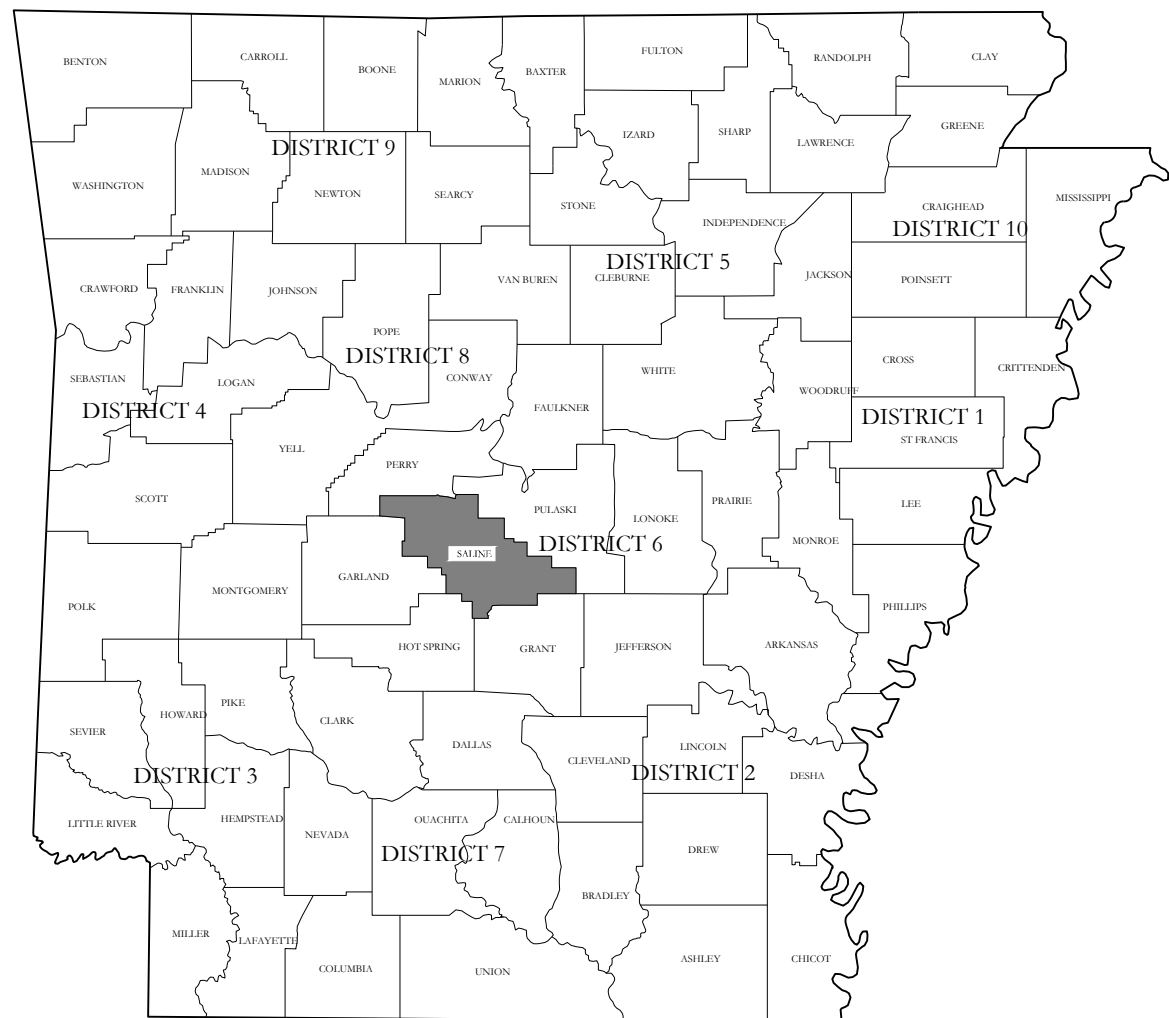 FULTON
RANDOLPH
CLAY
BENTON
CARROLL
BOONE
MARION
BAXTER
IZARD
SHARP
LAWRENCE
GREENE
DISTRICT 9
WASHINGTON
MADISON
NEWTON
SEARCY
STONE
INDEPENDENCE
CRAIGHEAD
MISSISSIPPI
DISTRICT 10
DISTRICT 5
CRAWFORD
FRANKLIN
JOHNSON
VAN BUREN
CLEBURNE
JACKSON
POINSETT
POPE
DISTRICT 8
SEBASTIAN
LOGAN
CONWAY
WHITE
WOODRUFF
CROSS
CRITTENDEN
DISTRICT 4
FAULKNER
DISTRICT 1
ST FRANCIS
YELL
PERRY
SCOTT
PULASKI
LONOKE
PRAIRIE
LEE
DISTRICT 6
MONROE
SALINE
GARLAND
MONTGOMERY
POLK
PHILLIPS
HOT SPRING
GRANT
JEFFERSON
ARKANSAS
HOWARD
PIKE
CLARK
SEVIER
DALLAS
CLEVELAND
LINCOLN
DISTRICT 3
DISTRICT 2
DESHA
LITTLE RIVER
HEMPSTEAD
NEVADA
OUACHITA
CALHOUN
DISTRICT 7
DREW
BRADLEY
MILLER
LAFAYETTE
COLUMBIA
UNION
ASHLEY
CHICOT